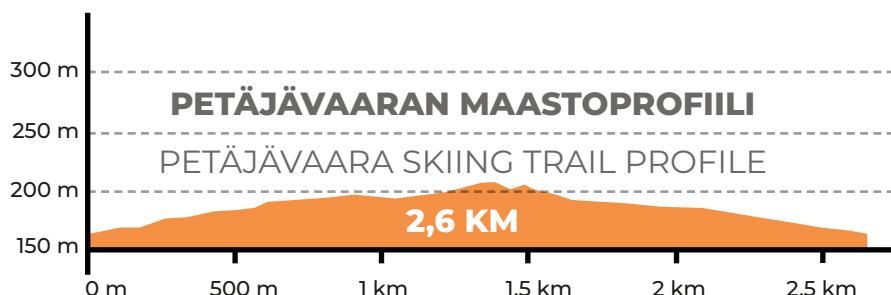 300 m
PETÄJÄVAARAN MAASTOPROFIILI
250 m
PETÄJÄVAARA SKIING TRAIL PROFILE
200 m
2,6 KM
150 m
0 m 500 m 1 km 1,5 km 2 km 2,5 km